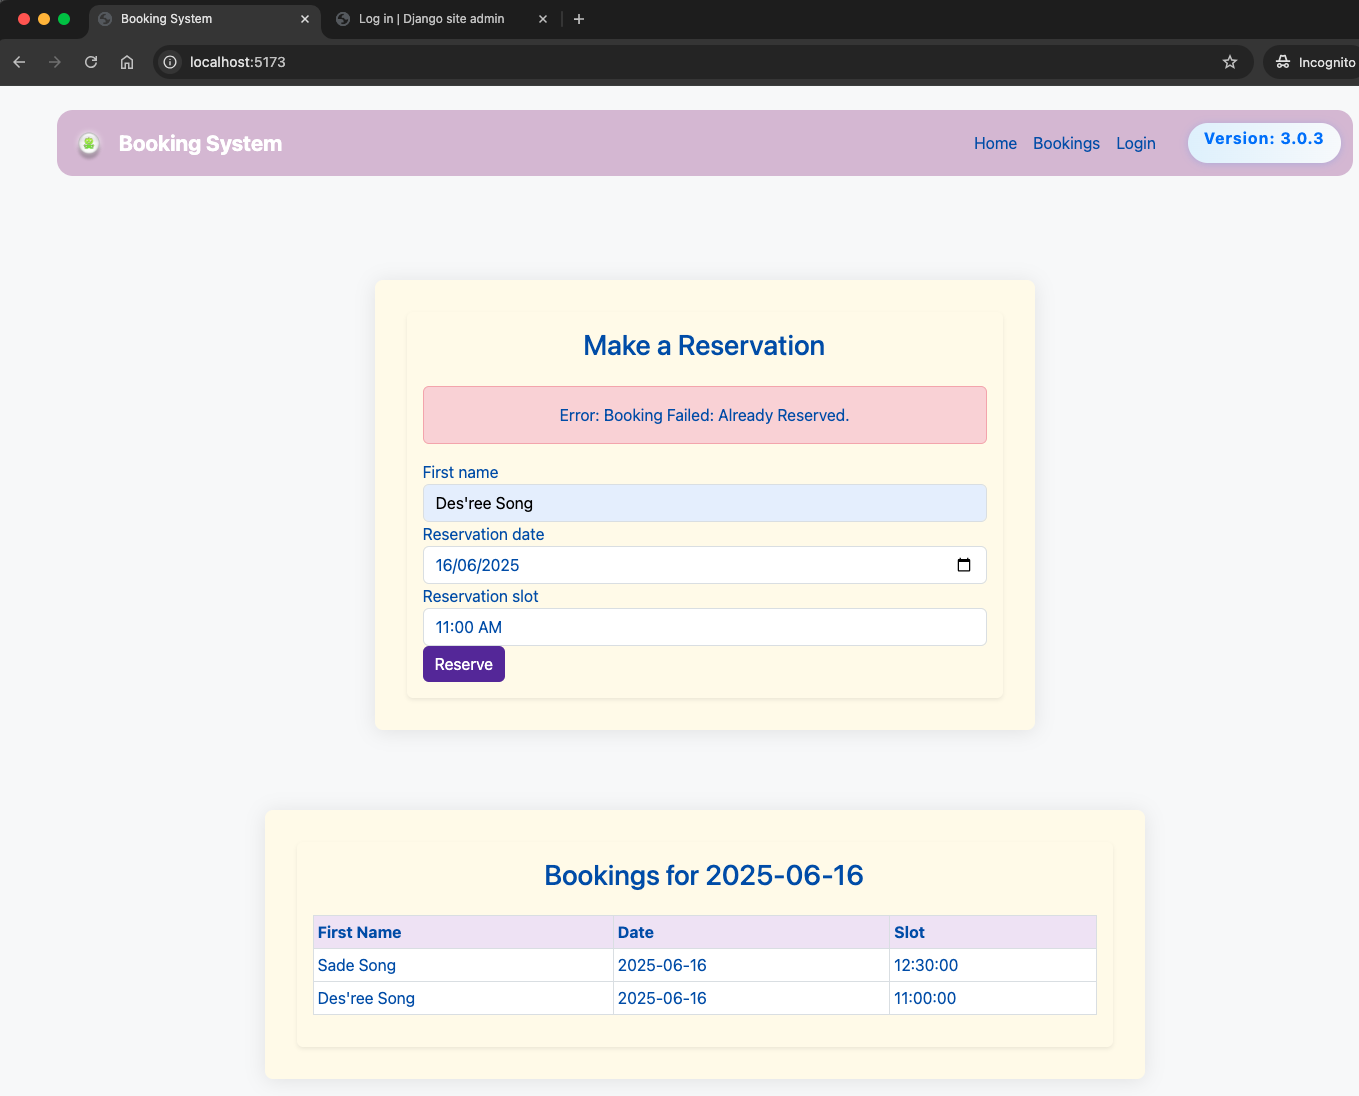 Booking System
Log in | Django site admin
localhost:5173
Incognito
Booking System
Home
Bookings
Login
Version: 3.0.3
Make a Reservation
Error: Booking Failed: Already Reserved.
First name
Des'ree Song
Reservation date
16/06/2025
Reservation slot
11:00 AM
Reserve
Bookings for 2025-06-16
First Name Date Slot
Sade Song 2025-06-16 12:30:00
Des'ree Song 2025-06-16 11:00:00